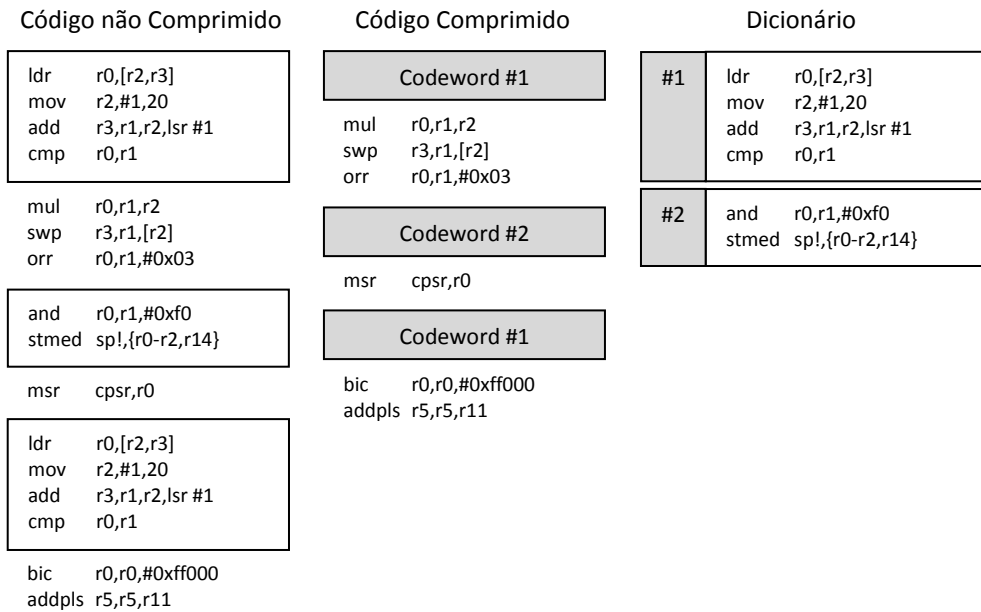 Código não Comprimido
ldr r0,[r2,r3]
mov r2,#1,20
add r3,r1,r2,lsr #1
cmp r0,r1
mul r0,r1,r2
swp r3,r1,[r2]
orr r0,r1,#0x03
and r0,r1,#0xf0
stmed sp!,{r0-r2,r14}
msr cpsr,r0
ldr r0,[r2,r3]
mov r2,#1,20
add r3,r1,r2,lsr #1
cmp r0,r1
bic r0,r0,#0xff000
addpls r5,r5,r11
Código Comprimido
Codeword #1
mul r0,r1,r2
swp r3,r1,[r2]
orr r0,r1,#0x03
Codeword #2
msr cpsr,r0
Codeword #1
bic r0,r0,#0xff000
addpls r5,r5,r11
Dicionário
#1
ldr r0,[r2,r3]
mov r2,#1,20
add r3,r1,r2,lsr #1
cmp r0,r1
#2
and r0,r1,#0xf0
stmed sp!,{r0-r2,r14}